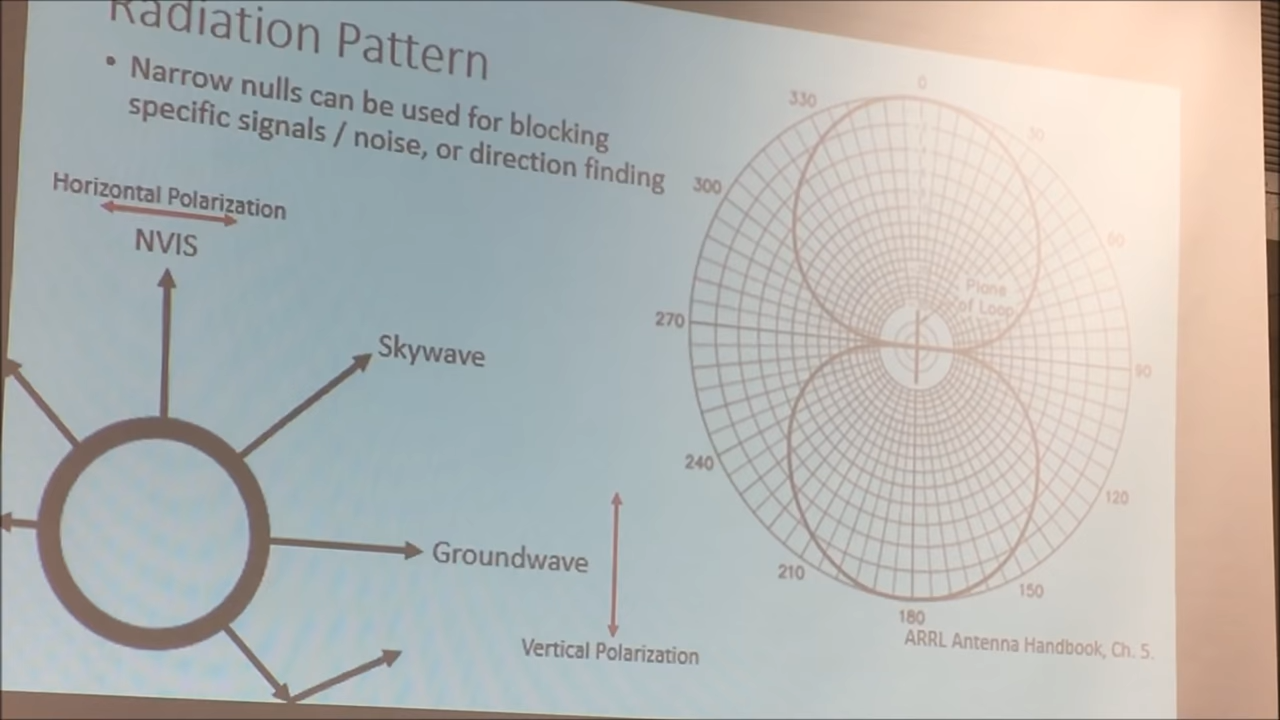 Radiation Pattern
• Narrow nulls can be used for blocking
specific signals / noise, or direction finding
Horizontal Polarization
NVIS
Skywave
Groundwave
Vertical Polarization
0
30
60
90
120
150
180
210
240
270
300
330
Plane
of Loop
ARRL Antenna Handbook, Ch. 5.